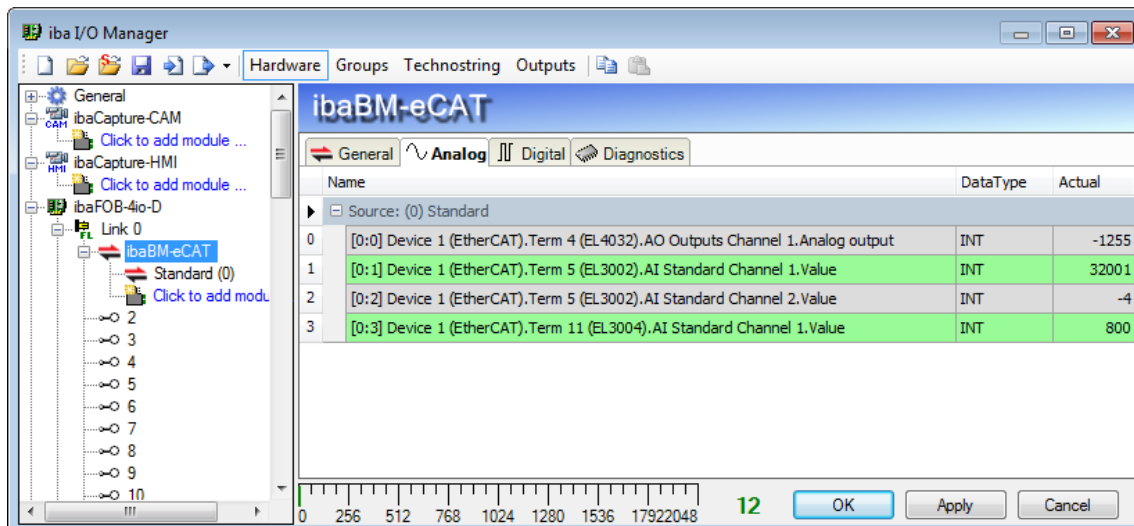 iba I/O Manager
Hardware Groups Technostring Outputs
General
ibaCapture-CAM
Click to add module ...
ibaCapture-HMI
Click to add module ...
ibaFOB-4io-D
Link 0
ibaBM-eCAT
Standard (0)
Click to add modu
2
3
4
5
6
7
8
9
10
ibaBM-eCAT
General Analog Digital Diagnostics
Name DataType Actual
Source: (0) Standard
0 [0:0] Device 1 (EtherCAT).Term 4 (EL4032).AO Outputs Channel 1.Analog output INT -1255
1 [0:1] Device 1 (EtherCAT).Term 5 (EL3002).AI Standard Channel 1.Value INT 32001
2 [0:2] Device 1 (EtherCAT).Term 5 (EL3002).AI Standard Channel 2.Value INT -4
3 [0:3] Device 1 (EtherCAT).Term 11 (EL3004).AI Standard Channel 1.Value INT 800
0 256 512 768 1024 1280 1536 17922048
12 OK Apply Cancel